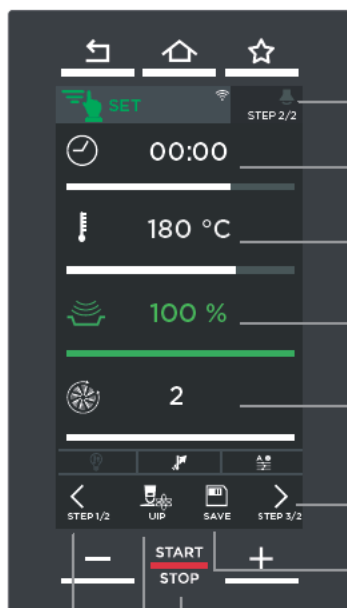 SET
STEP 2/2
00:00
180 °C
100 %
2
A
STEP 1/2 UIP SAVE STEP 3/2
START
STOP